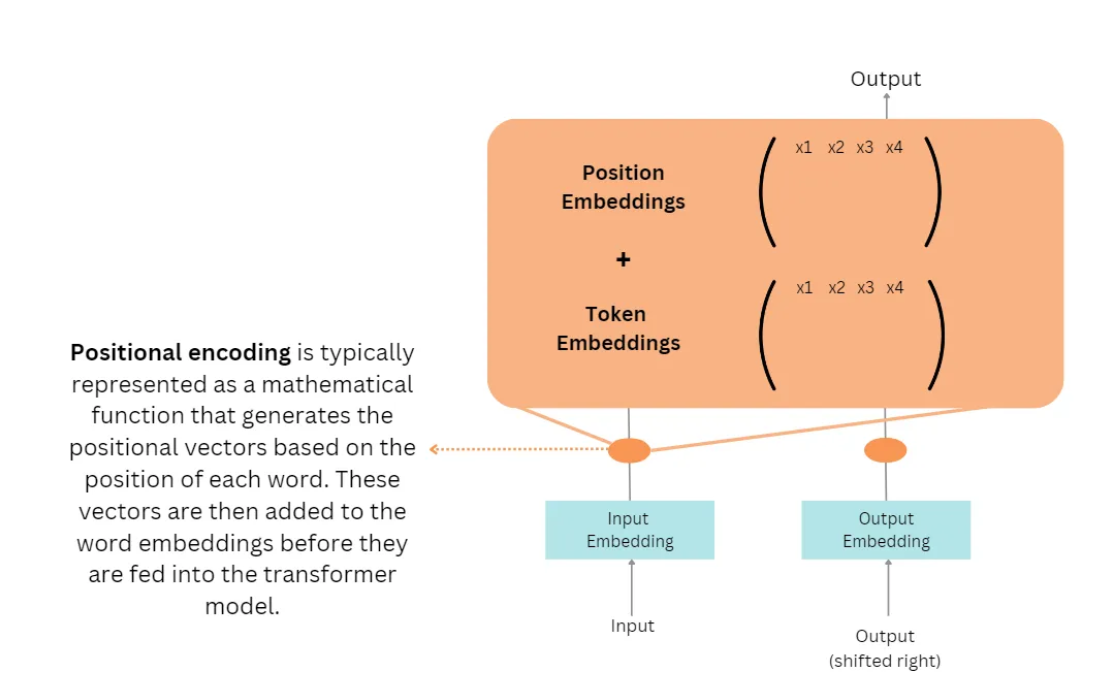 Output
Position
Embeddings
x1 x2 x3 x4
+
Token
Embeddings
x1 x2 x3 x4
Positional encoding is typically
represented as a mathematical
function that generates the
positional vectors based on the
position of each word. These
vectors are then added to the
word embeddings before they
are fed into the transformer
model.
Input
Embedding
Output
Embedding
Input
Output
(shifted right)